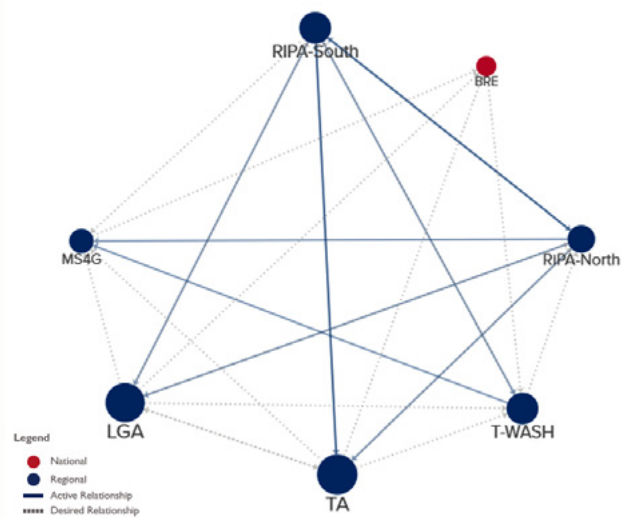 RIPA-South
BRE
MS4G
RIPA-North
LGA
T-WASH
TA
Legend
National
Regional
Active Relationship
Desired Relationship